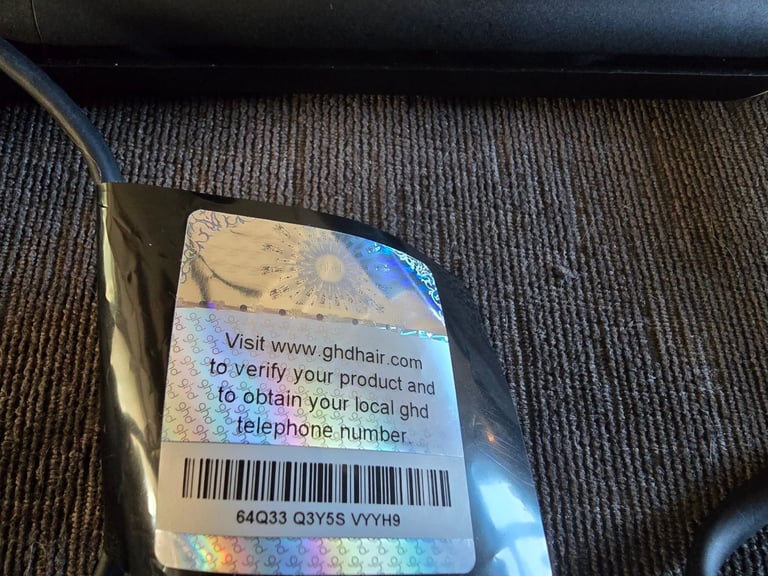 Visit www.ghdhair.com
to verify your product and
to obtain your local ghd
telephone number.
64Q33 Q3Y5S VYYH9